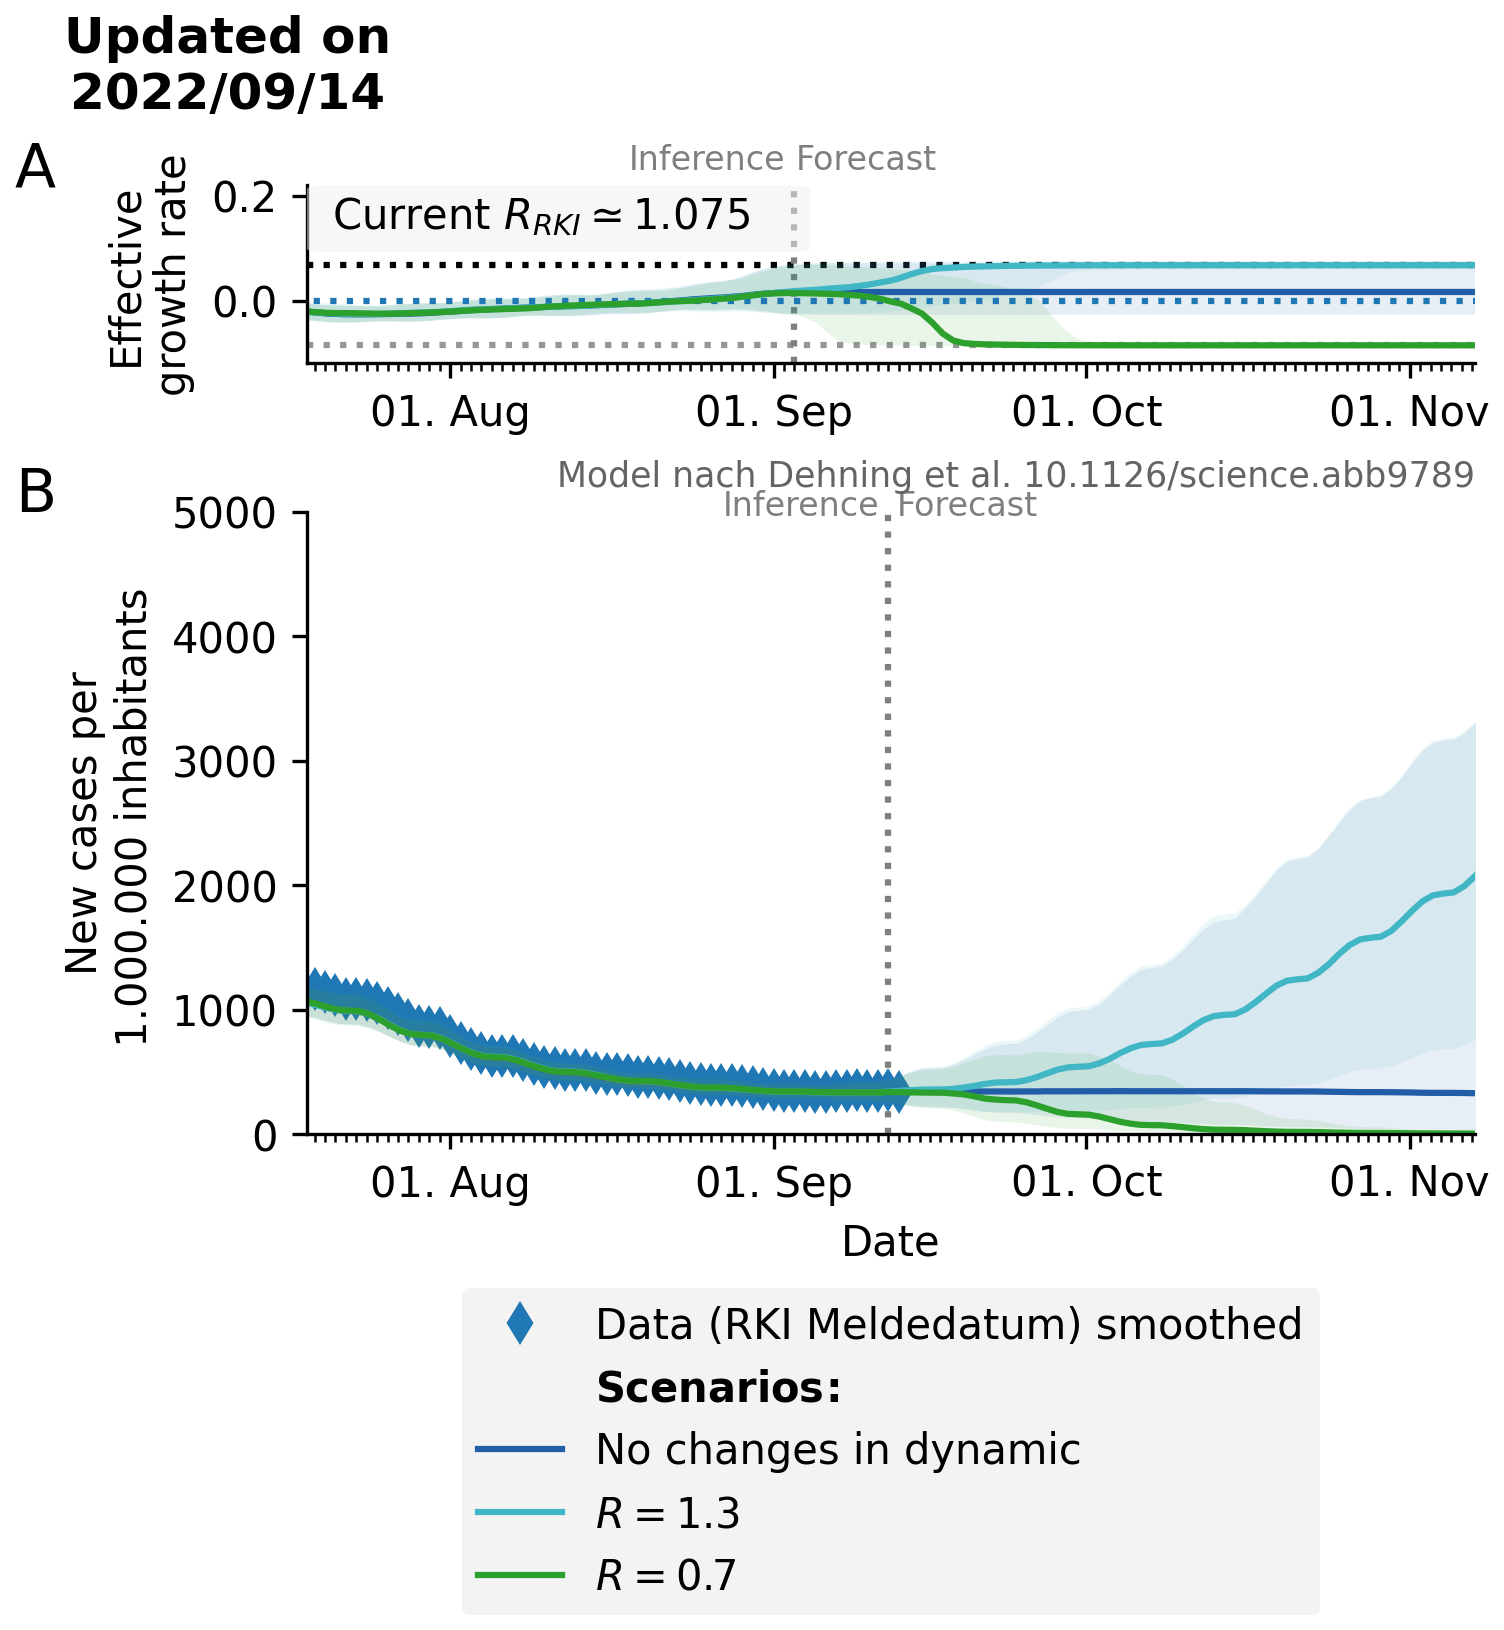 Updated on
2022/09/14
A
Inference Forecast
Effective
growth rate
0.2
0.0
Current R_RKI ≃ 1.075
01. Aug
01. Sep
01. Oct
01. Nov
B
Model nach Dehning et al. 10.1126/science.abb9789
Inference Forecast
New cases per
1.000.000 inhabitants
5000
4000
3000
2000
1000
0
01. Aug
01. Sep
01. Oct
01. Nov
Date
Data (RKI Meldedatum) smoothed
Scenarios:
No changes in dynamic
R = 1.3
R = 0.7